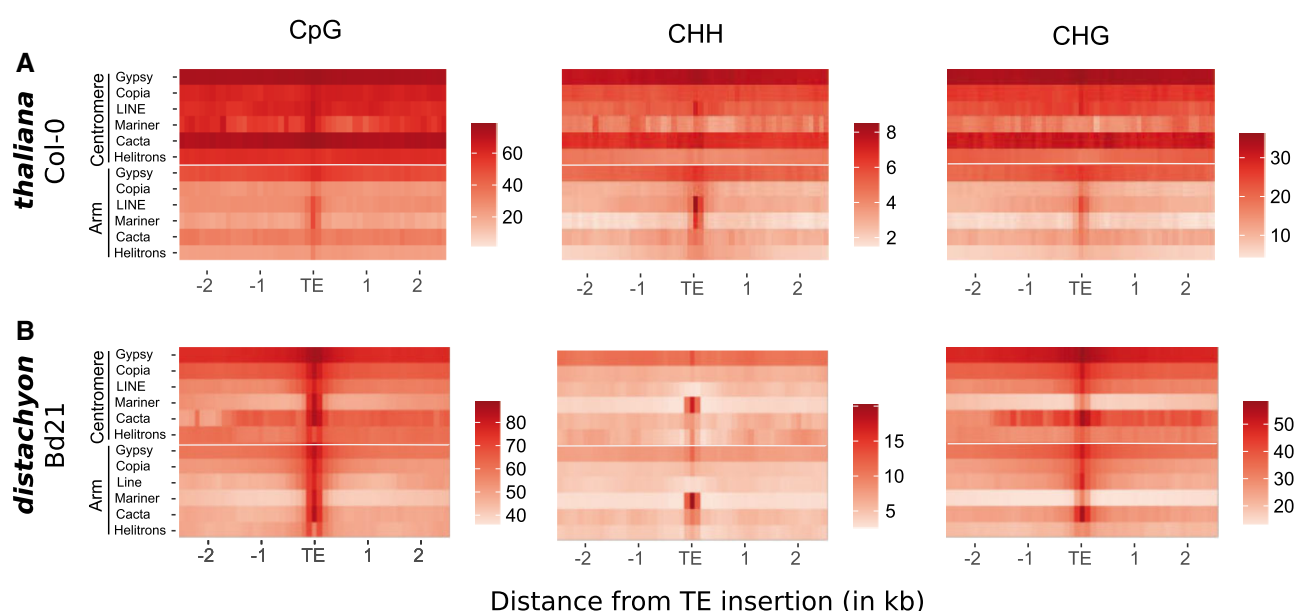 CpG CHH CHG
A
thaliana
Col-0
Centromere
Gypsy
Copia
LINE
Mariner
Cacta
Helitrons
Arm
Gypsy
Copia
LINE
Mariner
Cacta
Helitrons
60
40
20
8
6
4
2
30
20
10
-2 -1 TE 1 2
-2 -1 TE 1 2
-2 -1 TE 1 2
B
distachyon
Bd21
Centromere
Gypsy
Copia
LINE
Mariner
Cacta
Helitrons
Arm
Gypsy
Copia
Line
Mariner
Cacta
Helitrons
80
70
60
50
40
15
10
5
50
40
30
20
-2 -1 TE 1 2
-2 -1 TE 1 2
-2 -1 TE 1 2
Distance from TE insertion (in kb)